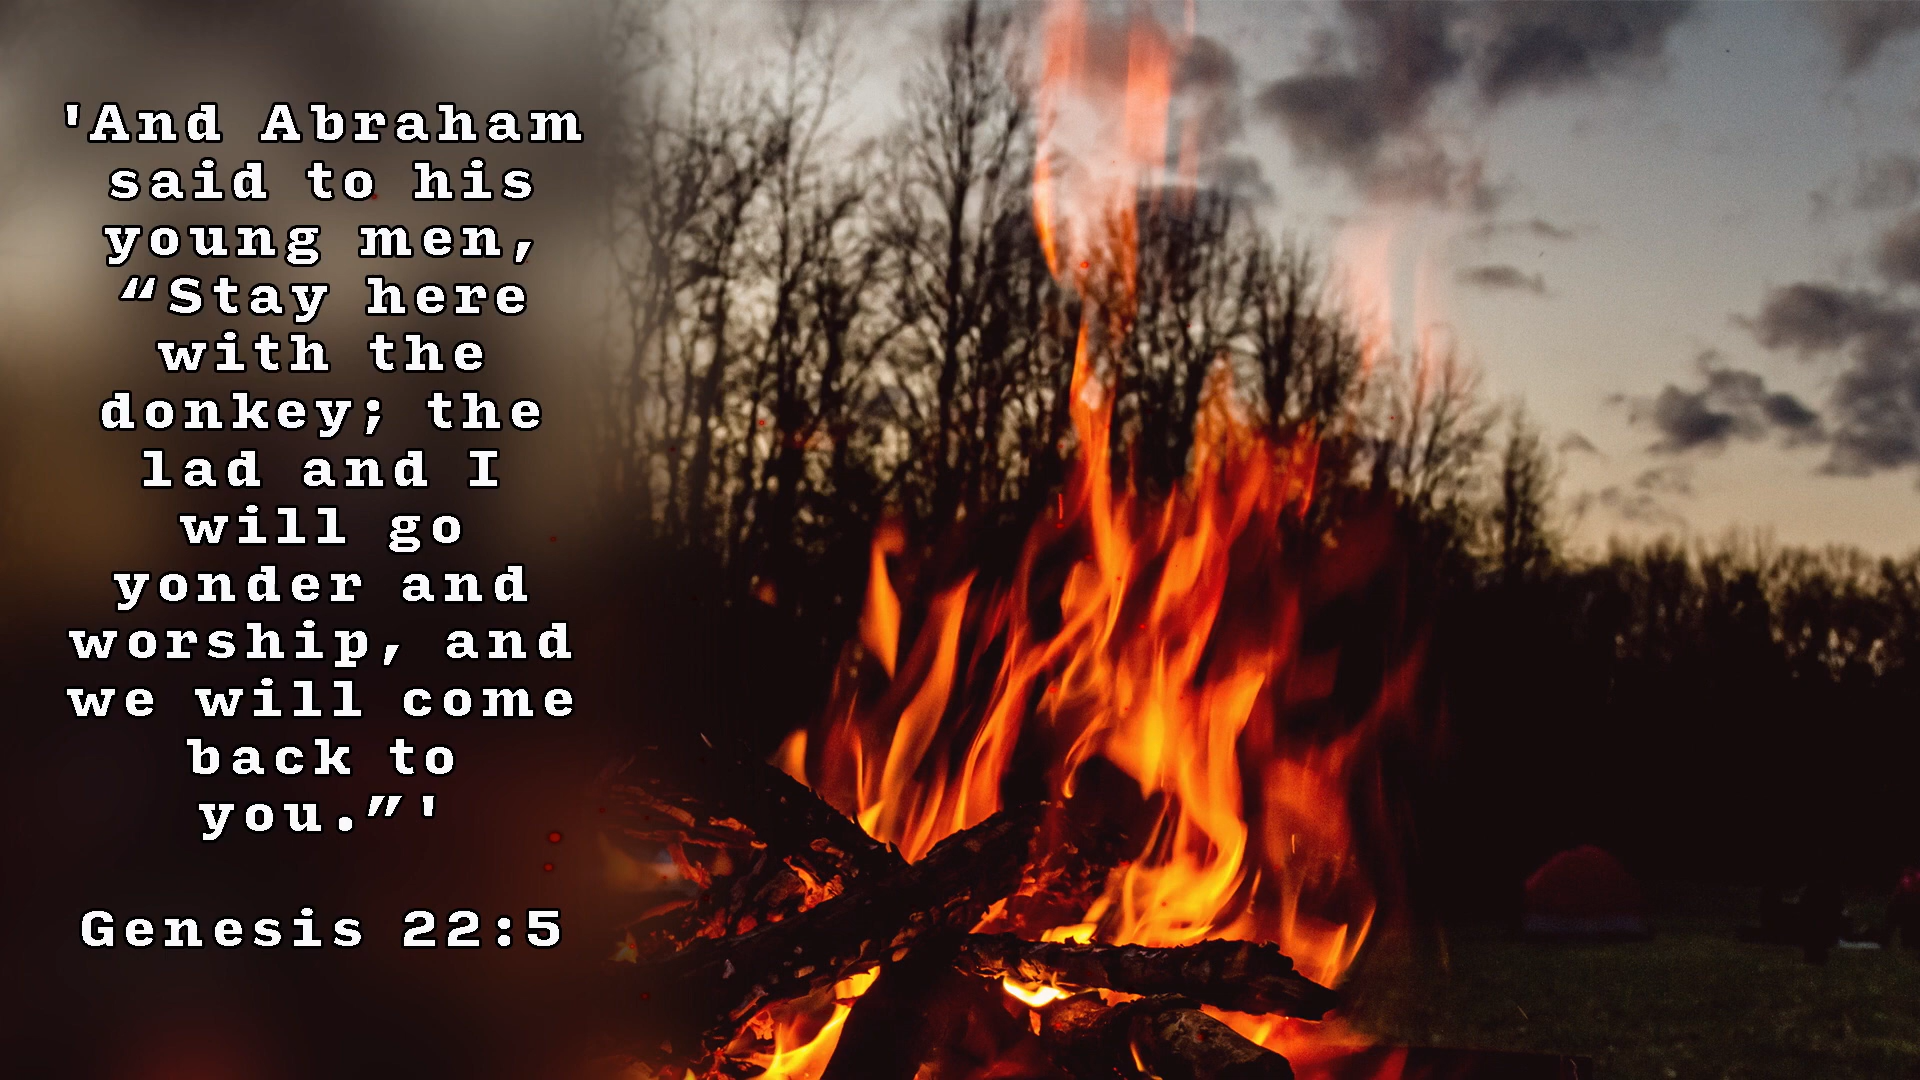 'And Abraham
said to his
young men,
“Stay here
with the
donkey; the
lad and I
will go
yonder and
worship, and
we will come
back to
you.”'
Genesis 22:5